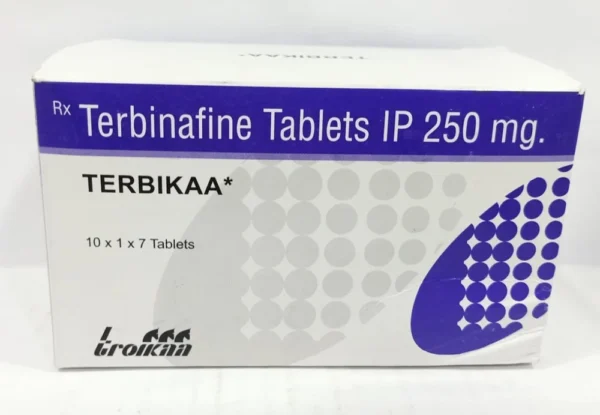 Rx Terbinafine Tablets IP 250 mg.
TERBIKAA*
10 x 1 x 7 Tablets
troikaa